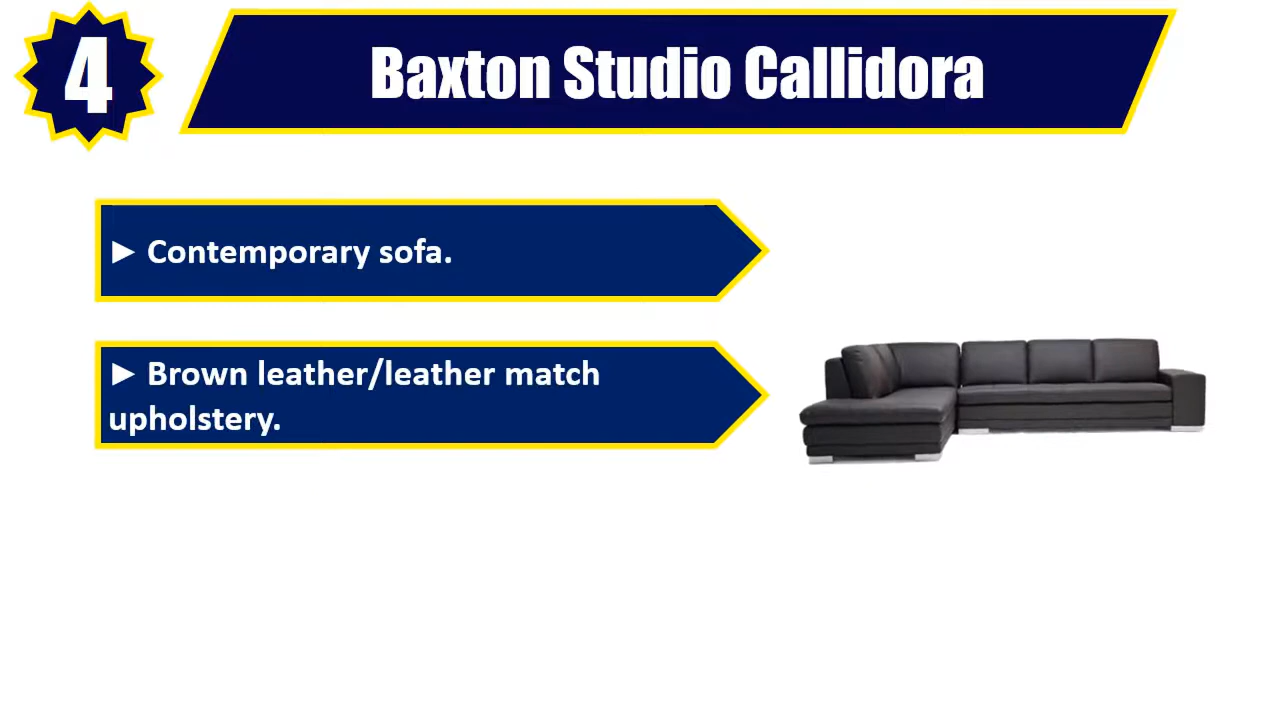 4
Baxton Studio Callidora
► Contemporary sofa.
► Brown leather/leather match
upholstery.